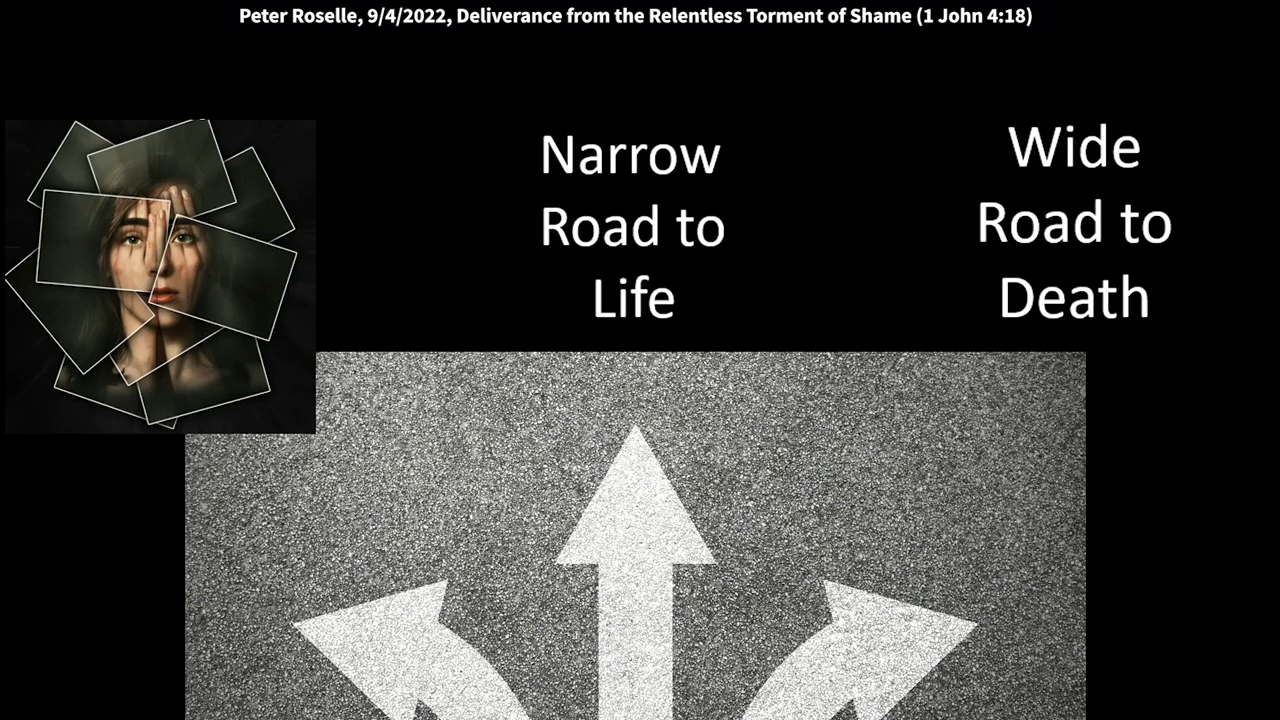 Peter Roselle, 9/4/2022, Deliverance from the Relentless Torment of Shame (1 John 4:18)
Narrow
Road to
Life
Wide
Road to
Death